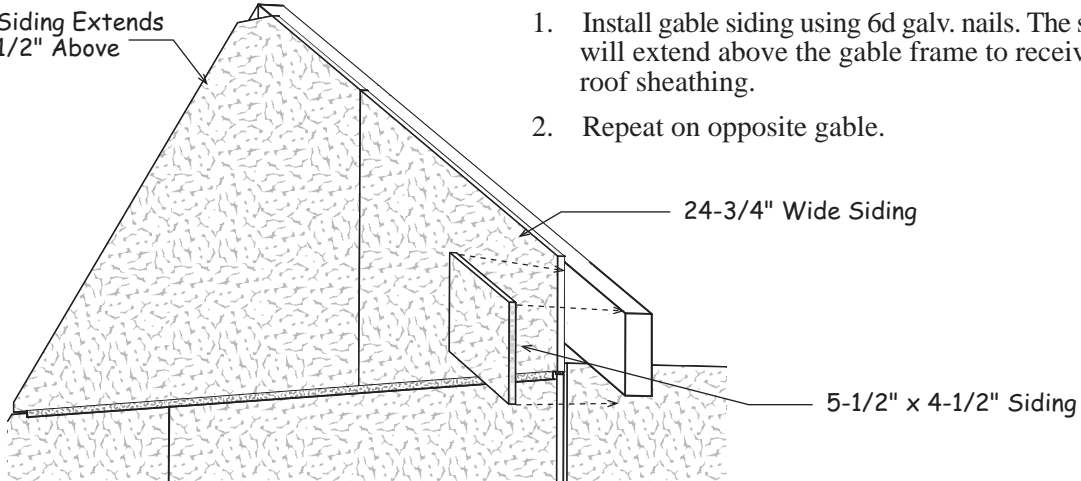 Siding Extends
1/2" Above
1. Install gable siding using 6d galv. nails. The
will extend above the gable frame to
roof sheathing.
2. Repeat on opposite gable.
24-3/4" Wide Siding
5-1/2" x 4-1/2" Siding